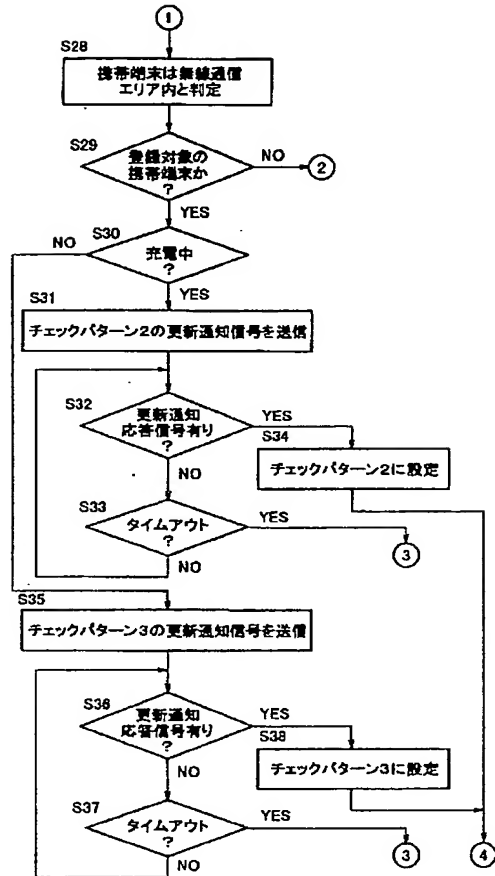 ①
S28
携帯端末は無線通信
エリア内と判定
S29
登録対象の
携帯端末か
?
NO
②
YES
S30
NO
充電中
?
YES
S31
チェックパターン2の更新通知信号を送信
S32
更新通知
応答信号有り
?
YES
S34
チェックパターン2に設定
NO
S33
タイムアウト
?
YES
③
NO
S35
チェックパターン3の更新通知信号を送信
S36
更新通知
応答信号有り
?
YES
S38
チェックパターン3に設定
NO
S37
タイムアウト
?
YES
③
④
NO